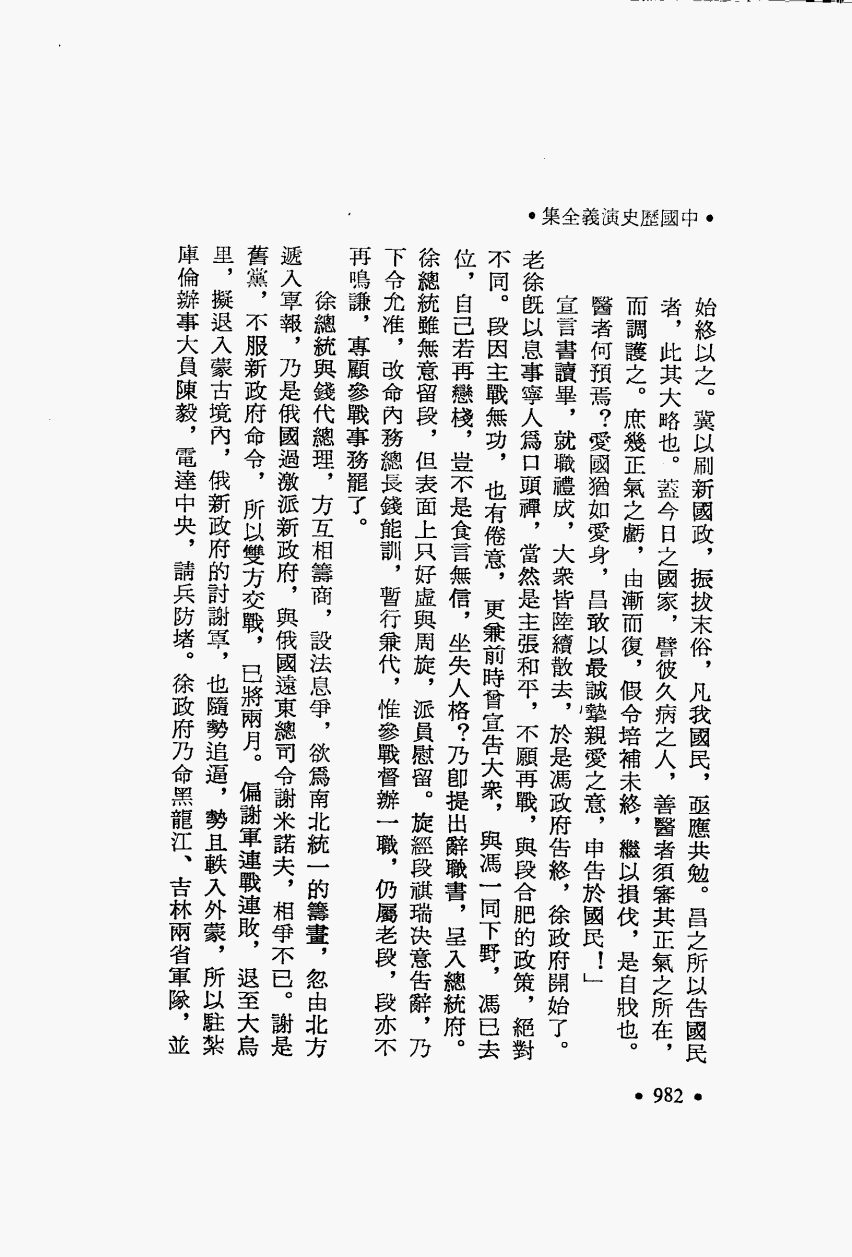 •中國歷史演義全集•
始終以之。冀以刷新國政，振拔末俗，凡我國民，亟應共勉。昌之所以告國民
者，此其大略也。蓋今日之國家，譬彼久病之人，善醫者須審其正氣之所在，
而調護之。庶幾正氣之虧，由漸而復，假令培補未終，繼以損伐，是自戕也。
醫者何預焉？愛國猶如愛身，昌敢以最誠摯親愛之意，申告於國民！」
宣言書讀畢，就職禮成，大衆皆陸續散去，於是馮政府告終，徐政府開始了。
老徐旣以息事寧人爲口頭禪，當然是主張和平，不願再戰，與段合肥的政策，絕對
不同。段因主戰無功，也有倦意，更兼前時曾宣告大衆，與馮一同下野，馮已去
位，自己若再戀棧，豈不是食言無信，坐失人格？乃卽提出辭職書，呈入總統府。
徐總統雖無意留段，但表面上只好虛與周旋，派員慰留。旋經段祺瑞决意告辭，乃
下令允准，改命內務總長錢能訓，暫行兼代，惟參戰督辦一職，仍屬老段，段亦不
再鳴謙，專顧參戰事務罷了。
徐總統與錢代總理，方互相籌商，設法息爭，欲爲南北統一的籌畫，忽由北方
遞入軍報，乃是俄國過激派新政府，與俄國遠東總司令謝米諾夫，相爭不已。謝是
舊黨，不服新政府命令，所以雙方交戰，已將兩月。偏謝軍連戰連敗，退至大烏
里，擬退入蒙古境內，俄新政府的討謝軍，也隨勢追逼，勢且軼入外蒙，所以駐紮
庫倫辦事大員陳毅，電達中央，請兵防堵。徐政府乃命黑龍江、吉林兩省軍隊，並
• 982 •